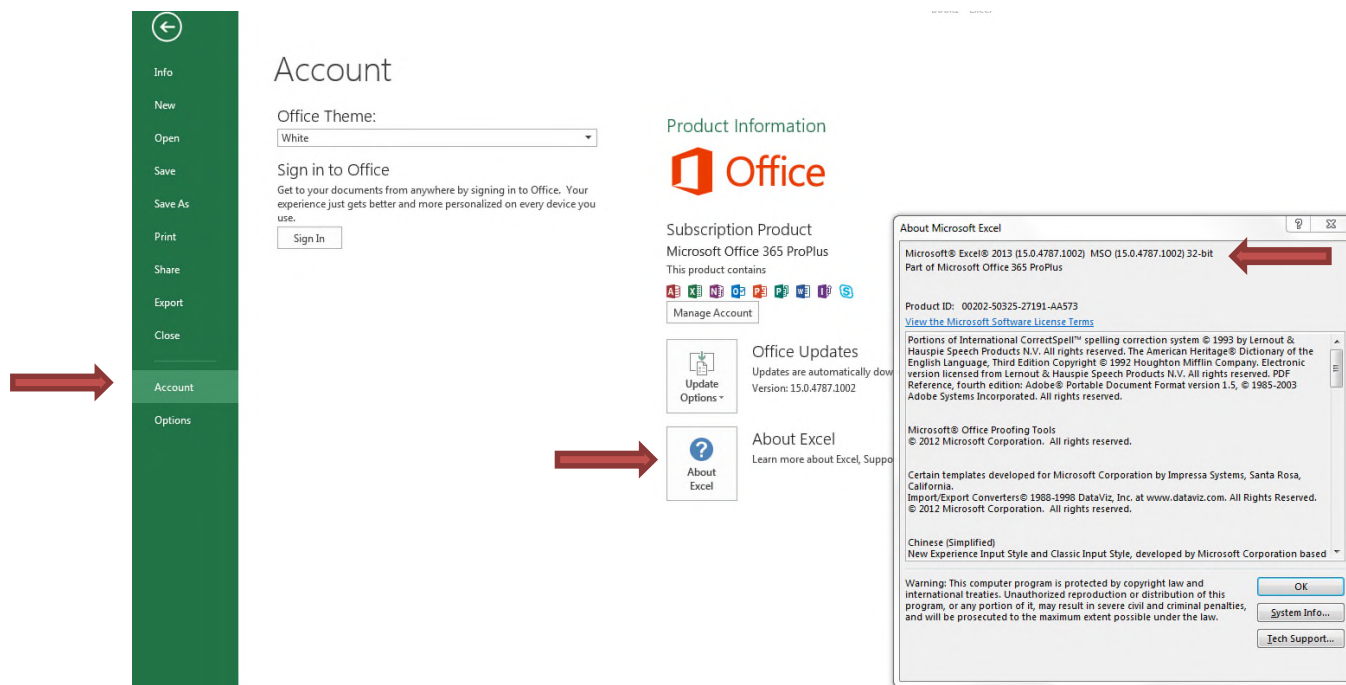 Info
New
Open
Save
Save As
Print
Share
Export
Close
Account
Options
Account
Office Theme:
White
Sign in to Office
Get to your documents from anywhere by signing in to Office. Your
experience just gets better and more personalized on every device you
use.
Sign In
Product Information
Office
Subscription Product
Microsoft Office 365 ProPlus
This product contains
Manage Account
Update
Options
Office Updates
Updates are automatically dow
Version: 15.0.4787.1002
About
Excel
About Excel
Learn more about Excel, Suppo
About Microsoft Excel
Microsoft® Excel® 2013 (15.0.4787.1002) MSO (15.0.4787.1002) 32-bit
Part of Microsoft Office 365 ProPlus
Product ID: 00202-50325-27191-AA573
View the Microsoft Software License Terms
Portions of International CorrectSpell™ spelling correction system © 1993 by Lernout &
Hauspie Speech Products N.V. All rights reserved. The American Heritage® Dictionary of the
English Language, Third Edition Copyright © 1992 Houghton Mifflin Company. Electronic
version licensed from Lernout & Hauspie Speech Products N.V. All rights reserved. PDF
Reference, fourth edition: Adobe® Portable Document Format version 1.5, © 1985-2003
Adobe Systems Incorporated. All rights reserved.
Microsoft® Office Proofing Tools
© 2012 Microsoft Corporation. All rights reserved.
Certain templates developed for Microsoft Corporation by Impressa Systems, Santa Rosa,
California.
Import/Export Converters© 1988-1998 DataViz, Inc. at www.dataviz.com. All Rights Reserved.
© 2012 Microsoft Corporation. All rights reserved.
Chinese (Simplified)
New Experience Input Style and Classic Input Style, developed by Microsoft Corporation based
Warning: This computer program is protected by copyright law and
international treaties. Unauthorized reproduction or distribution of this
program, or any portion of it, may result in severe civil and criminal penalties,
and will be prosecuted to the maximum extent possible under the law.
OK
System Info...
Tech Support...